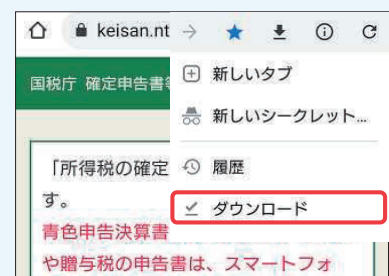 keisan.nt
国税庁 確定申告書等
新しいタブ
新しいシークレット...
「所得税の確定
履歴
す。
ダウンロード
青色申告決算書
や贈与税の申告書は、スマートフォ